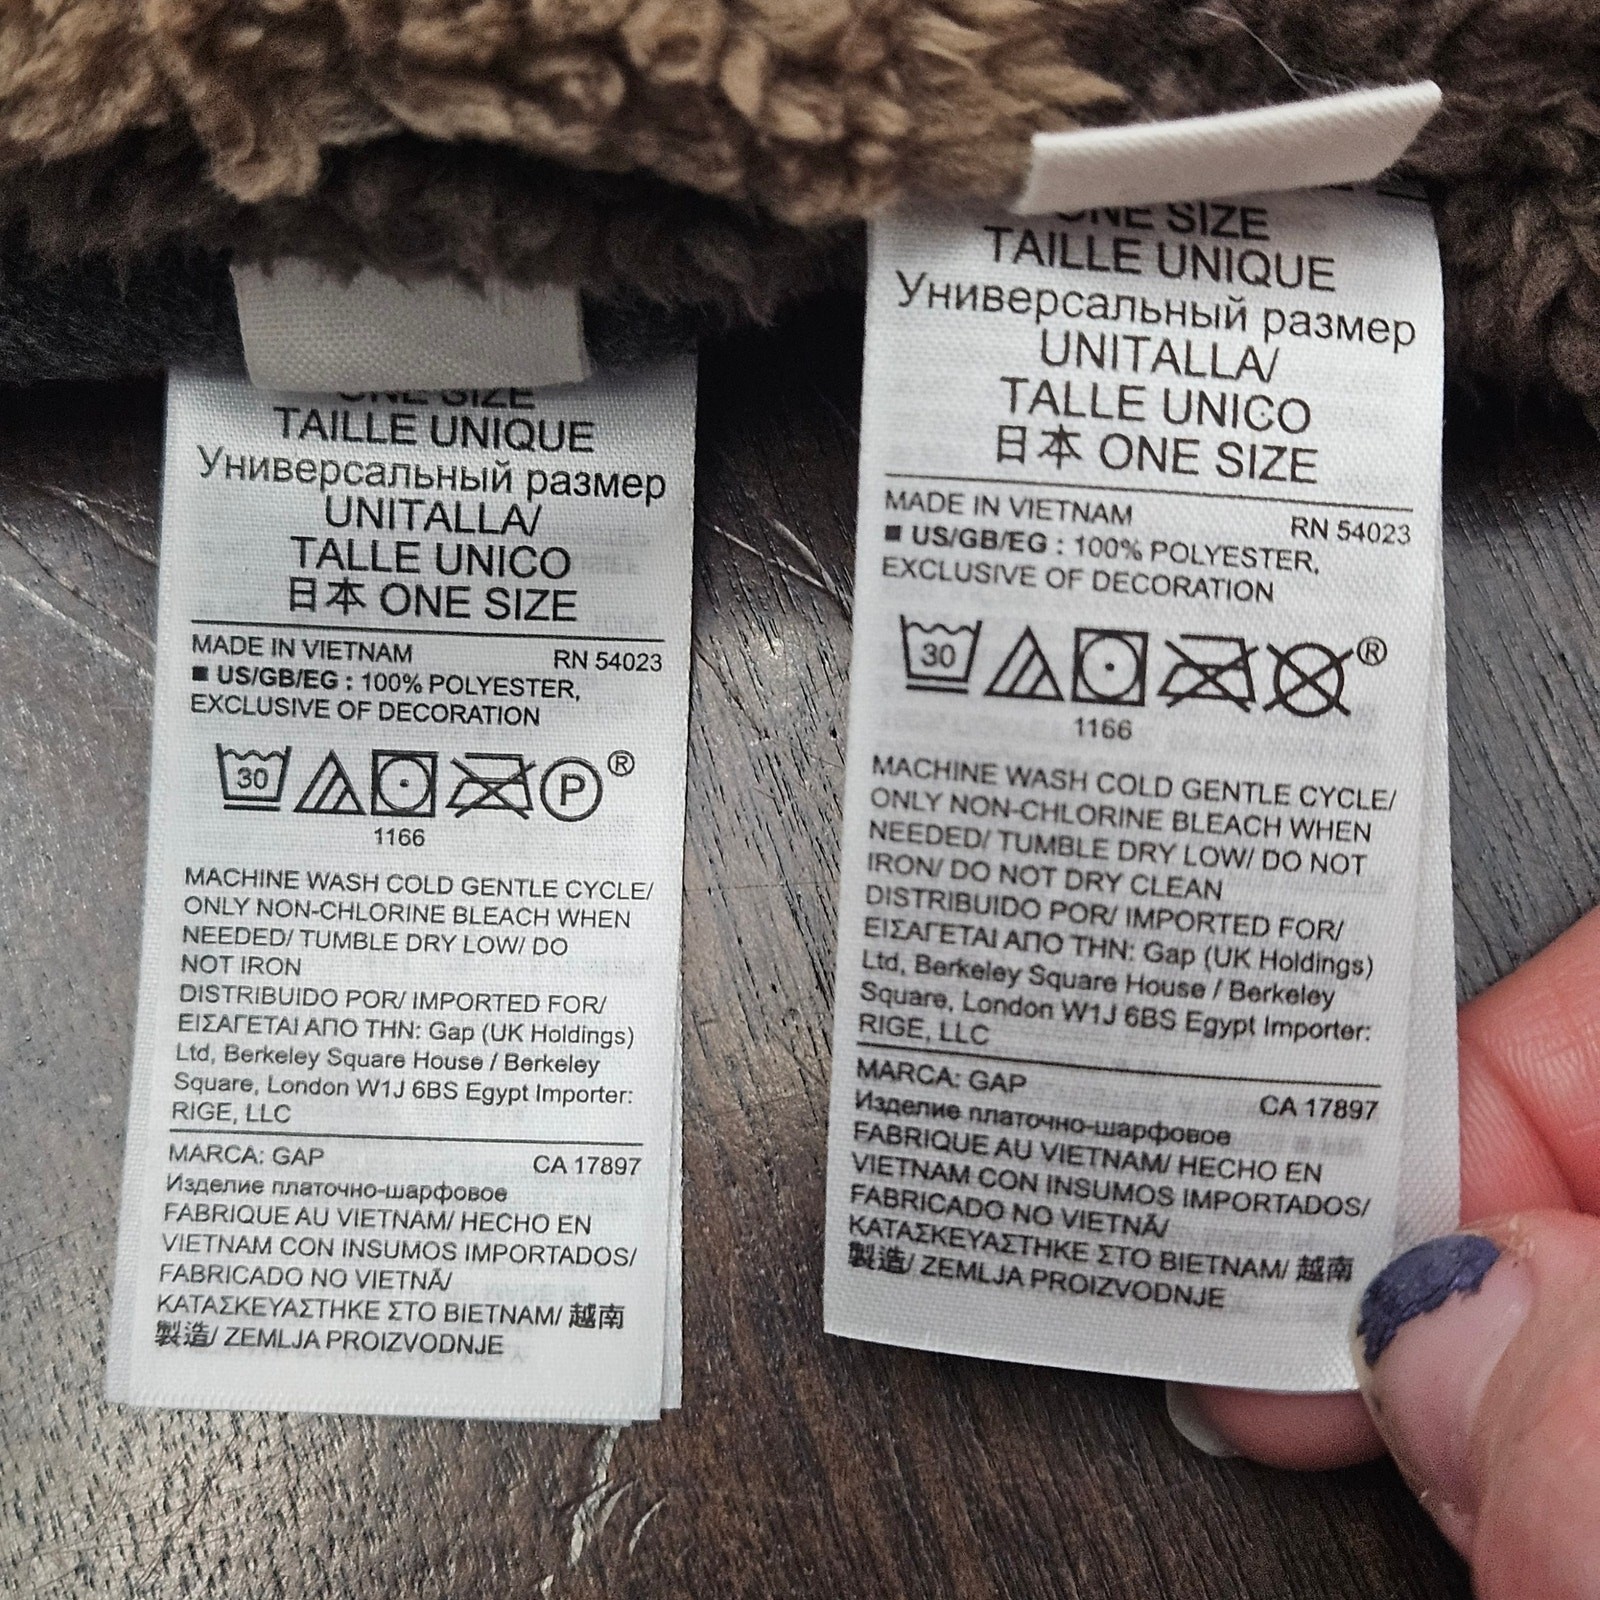 ONE SIZE
TAILLE UNIQUE
Универсальный размер
UNITALLA/
TALLE UNICO
日本 ONE SIZE
MADE IN VIETNAM
RN 54023
■ US/GB/EG : 100% POLYESTER,
EXCLUSIVE OF DECORATION
30
P
®
1166
MACHINE WASH COLD GENTLE CYCLE/
ONLY NON-CHLORINE BLEACH WHEN
NEEDED/ TUMBLE DRY LOW/ DO
NOT IRON
DISTRIBUIDO POR/ IMPORTED FOR/
ΕΙΣΑΓΕΤΑΙ ΑΠΟ ΤΗΝ: Gap (UK Holdings)
Ltd, Berkeley Square House / Berkeley
Square, London W1J 6BS Egypt Importer:
RIGE, LLC
MARCA: GAP
CA 17897
Изделие платочно-шарфовое
FABRIQUE AU VIETNAM/ HECHO EN
VIETNAM CON INSUMOS IMPORTADOS/
FABRICADO NO VIETNÃ/
ΚΑΤΑΣΚΕΥΑΣΤΗΚΕ ΣΤΟ ΒΙΕΤΝΑΜ/ 越南
製造/ ZEMLJA PROIZVODNJE
ONE SIZE
TAILLE UNIQUE
Универсальный размер
UNITALLA/
TALLE UNICO
日本 ONE SIZE
MADE IN VIETNAM
RN 54023
■ US/GB/EG : 100% POLYESTER,
EXCLUSIVE OF DECORATION
30
®
1166
MACHINE WASH COLD GENTLE CYCLE/
ONLY NON-CHLORINE BLEACH WHEN
NEEDED/ TUMBLE DRY LOW/ DO NOT
IRON/ DO NOT DRY CLEAN
DISTRIBUIDO POR/ IMPORTED FOR/
ΕΙΣΑΓΕΤΑΙ ΑΠΟ ΤΗΝ: Gap (UK Holdings)
Ltd, Berkeley Square House / Berkeley
Square, London W1J 6BS Egypt Importer:
RIGE, LLC
MARCA: GAP
CA 17897
Изделие платочно-шарфовое
FABRIQUE AU VIETNAM/ HECHO EN
VIETNAM CON INSUMOS IMPORTADOS/
FABRICADO NO VIETNÃ/
ΚΑΤΑΣΚΕΥΑΣΤΗΚΕ ΣΤΟ ΒΙΕΤΝΑΜ/ 越南
製造/ ZEMLJA PROIZVODNJE